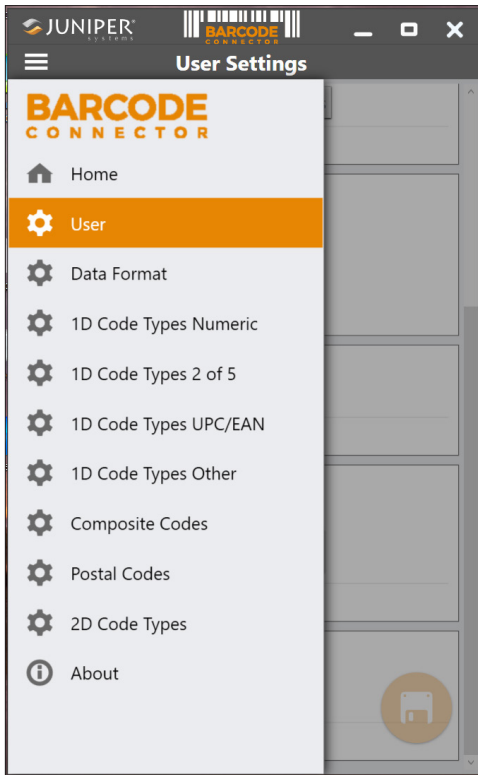 JUNIPER
systems
BARCODE
CONNECTOR
User Settings
BARCODE
CONNECTOR
Home
User
Data Format
1D Code Types Numeric
1D Code Types 2 of 5
1D Code Types UPC/EAN
1D Code Types Other
Composite Codes
Postal Codes
2D Code Types
About